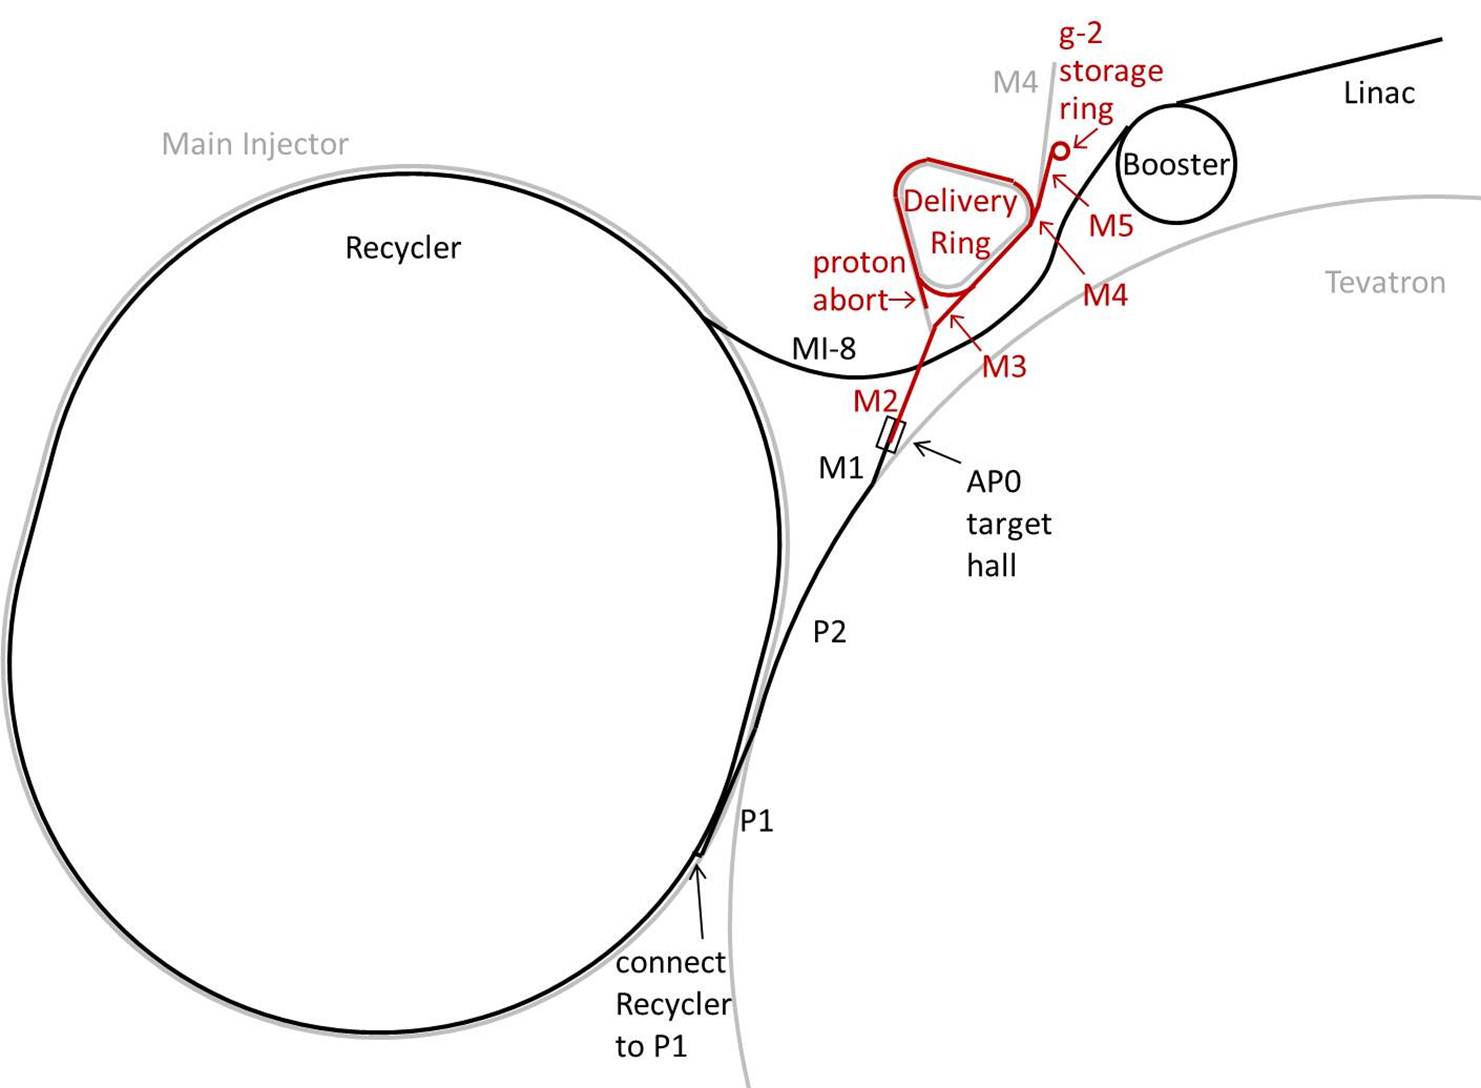 g-2
storage
ring
M4
Linac
Main Injector
Booster
Delivery
Ring
M5
Recycler
proton
abort
M4
Tevatron
MI-8
M3
M2
M1
AP0
target
hall
P2
P1
connect
Recycler
to P1